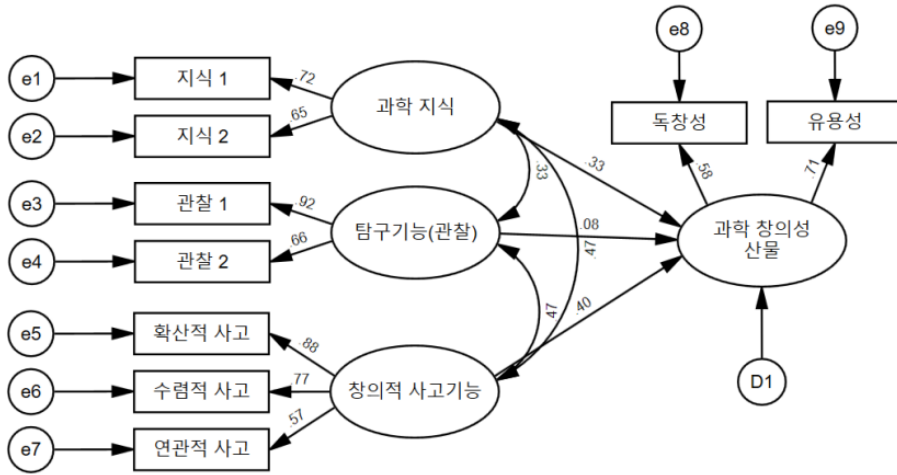 e8
e9
e1
지식 1
.72
과학 지식
e2
지식 2
.65
독창성
유용성
.33
.33
.58
.71
e3
관찰 1
.92
탐구기능(관찰)
.08
과학 창의성
산물
e4
관찰 2
.66
.47
.47
.40
e5
확산적 사고
.88
e6
수렴적 사고
.77
창의적 사고기능
D1
e7
연관적 사고
.57